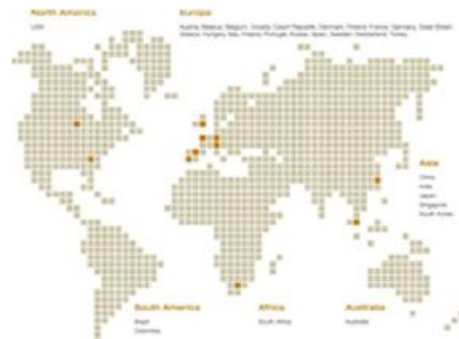 North America
USA
Europe
Austria, Belarus, Belgium, Croatia, Czech Republic, Denmark, Finland, France, Germany, Great Britain
Greece, Hungary, Italy, Poland, Portugal, Russia, Spain, Sweden, Switzerland, Turkey
Asia
China
India
Japan
Singapore
South Korea
South America
Brazil
Colombia
Africa
South Africa
Australia
Australia